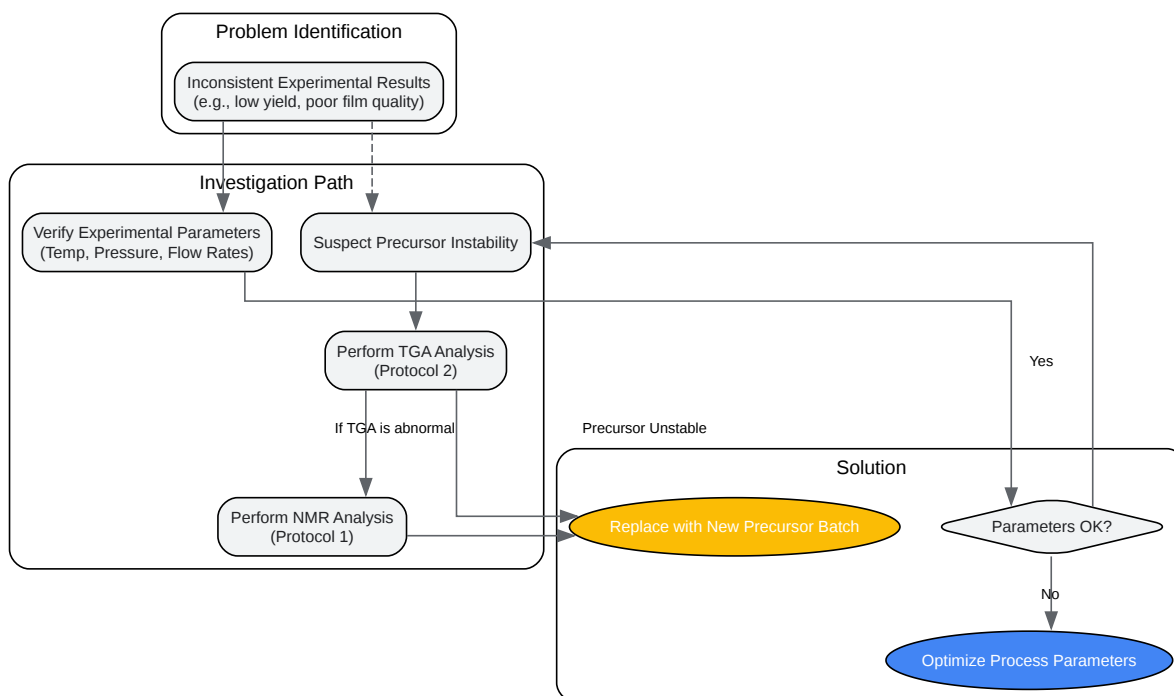 Problem Identification
Inconsistent Experimental Results
(e.g., low yield, poor film quality)
Investigation Path
Verify Experimental Parameters
(Temp, Pressure, Flow Rates)
Suspect Precursor Instability
Perform TGA Analysis
(Protocol 2)
Yes
If TGA is abnormal
Precursor Unstable
Solution
Perform NMR Analysis
(Protocol 1)
Replace with New Precursor Batch
Parameters OK?
No
Optimize Process Parameters